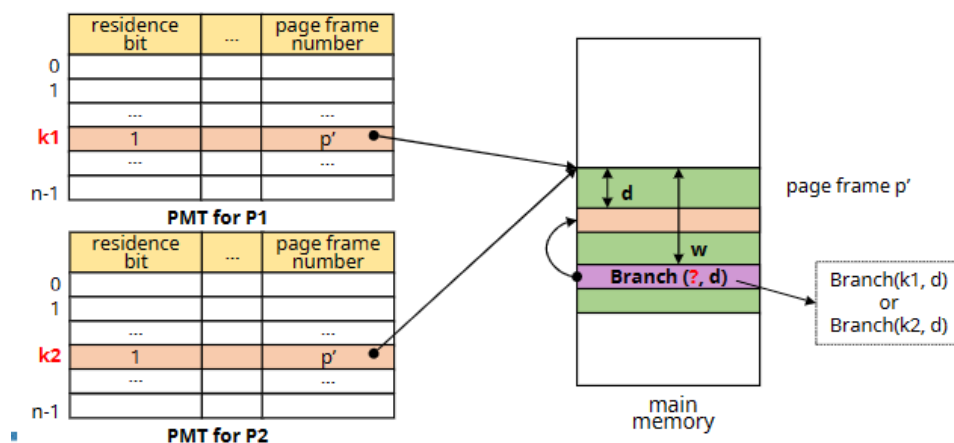 residence bit ... page frame number
0
1
... ...
k1 1 p’
... ...
n-1
PMT for P1
residence bit ... page frame number
0
1
... ...
k2 1 p’
... ...
n-1
PMT for P2
d
w
Branch (?, d)
main
memory
page frame p’
Branch(k1, d)
or
Branch(k2, d)